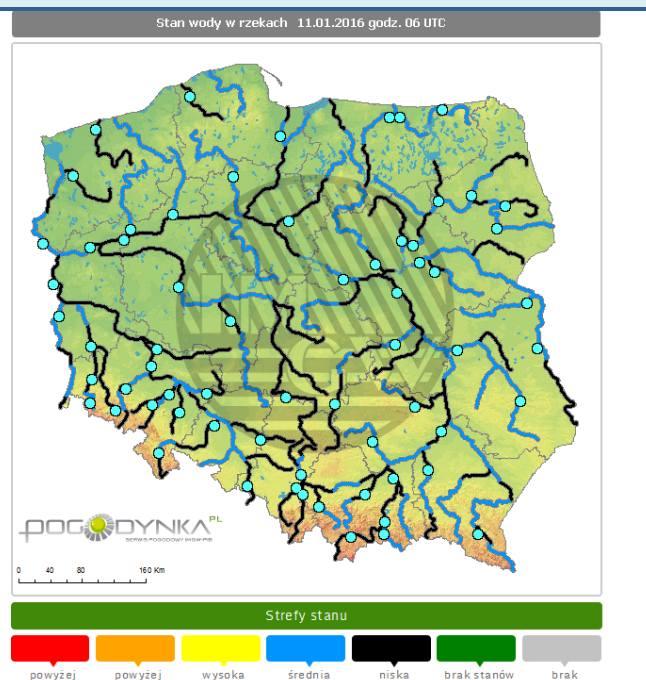 Stan wody w rzekach 11.01.2016 godz. 06 UTC
POGODYNKA PL
SERWIS POGODOWY IMGW-PIB
0 40 80 160 Km
Strefy stanu
powyżej powyżej wysoka średnia niska brak stanów brak